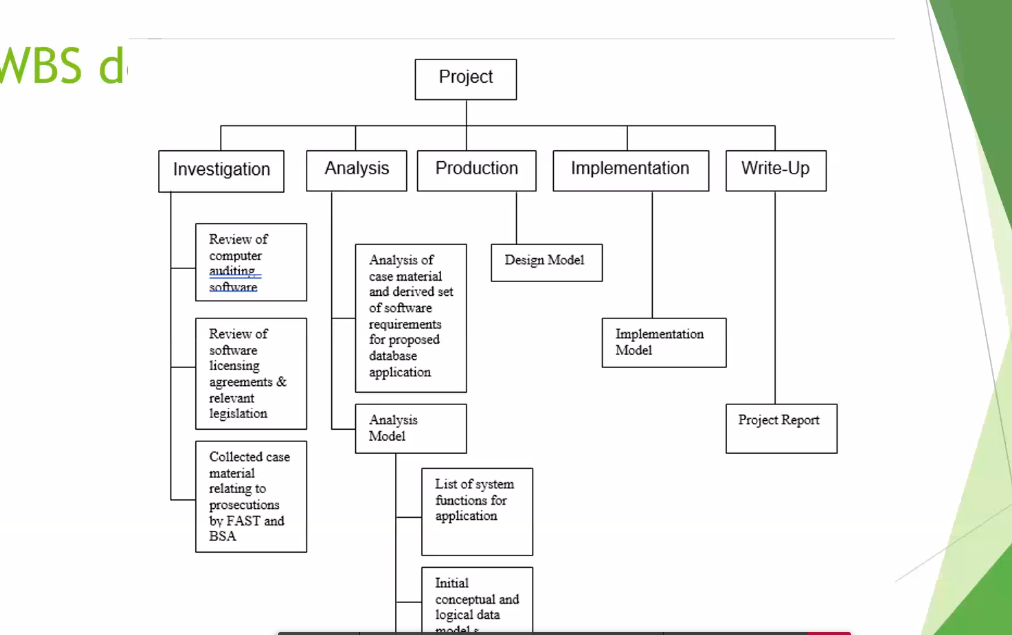 WBS
Project
Investigation
Analysis
Production
Implementation
Write-Up
Review of
computer
auditing
software
Review of
software
licensing
agreements &
relevant
legislation
Collected case
material
relating to
prosecutions
by FAST and
BSA
Analysis of
case material
and derived set
of software
requirements
for proposed
database
application
Analysis
Model
List of system
functions for
application
Initial
conceptual and
logical data
model s
Design Model
Implementation
Model
Project Report